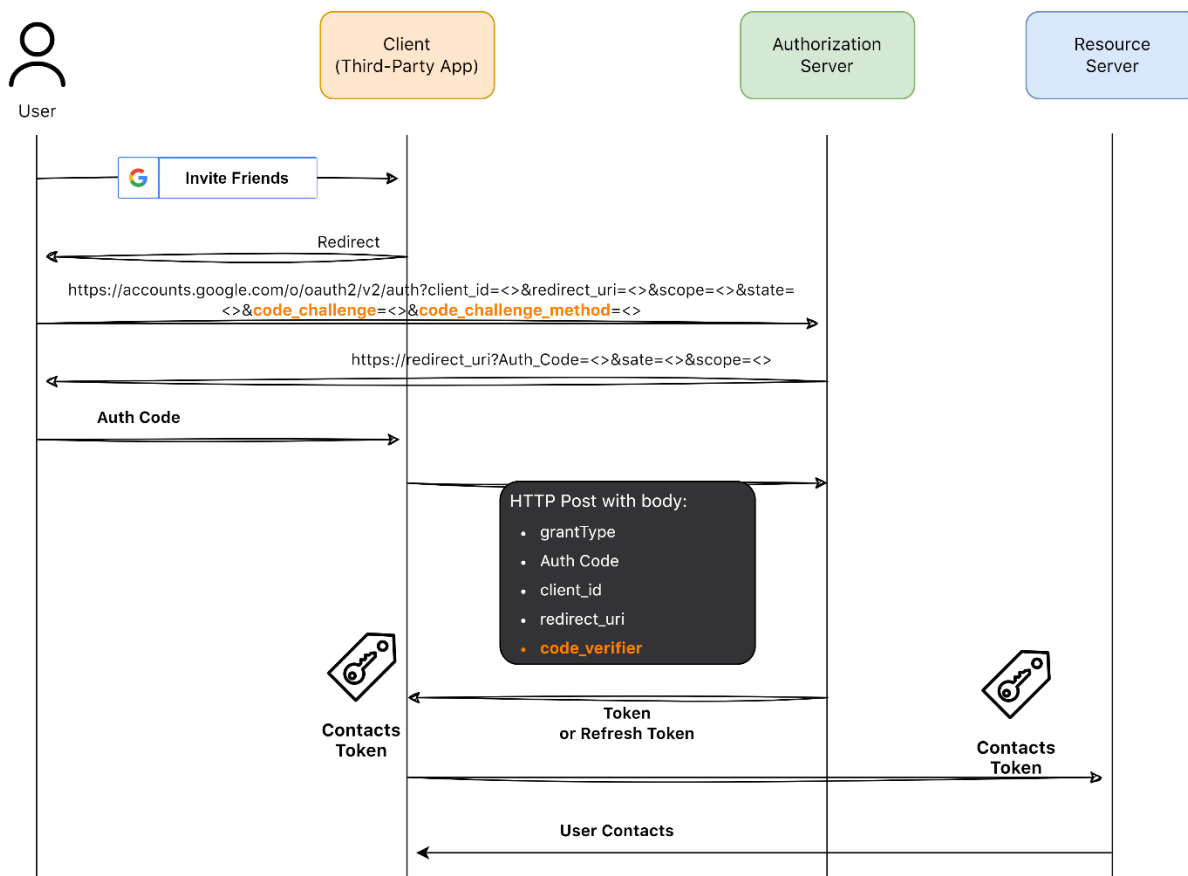 Client
(Third-Party App)
Authorization
Server
Resource
Server
User
G
Invite Friends
Redirect
https://accounts.google.com/o/oauth2/v2/auth?client_id=<>&redirect_uri=<>&scope=<>&state=
<>&code_challenge=<>&code_challenge_method=<>
https://redirect_uri?Auth_Code=<>&sate=<>&scope=<>
Auth Code
HTTP Post with body:
• grantType
• Auth Code
• client_id
• redirect_uri
• code_verifier
Token
or Refresh Token
Contacts
Token
Contacts
Token
User Contacts